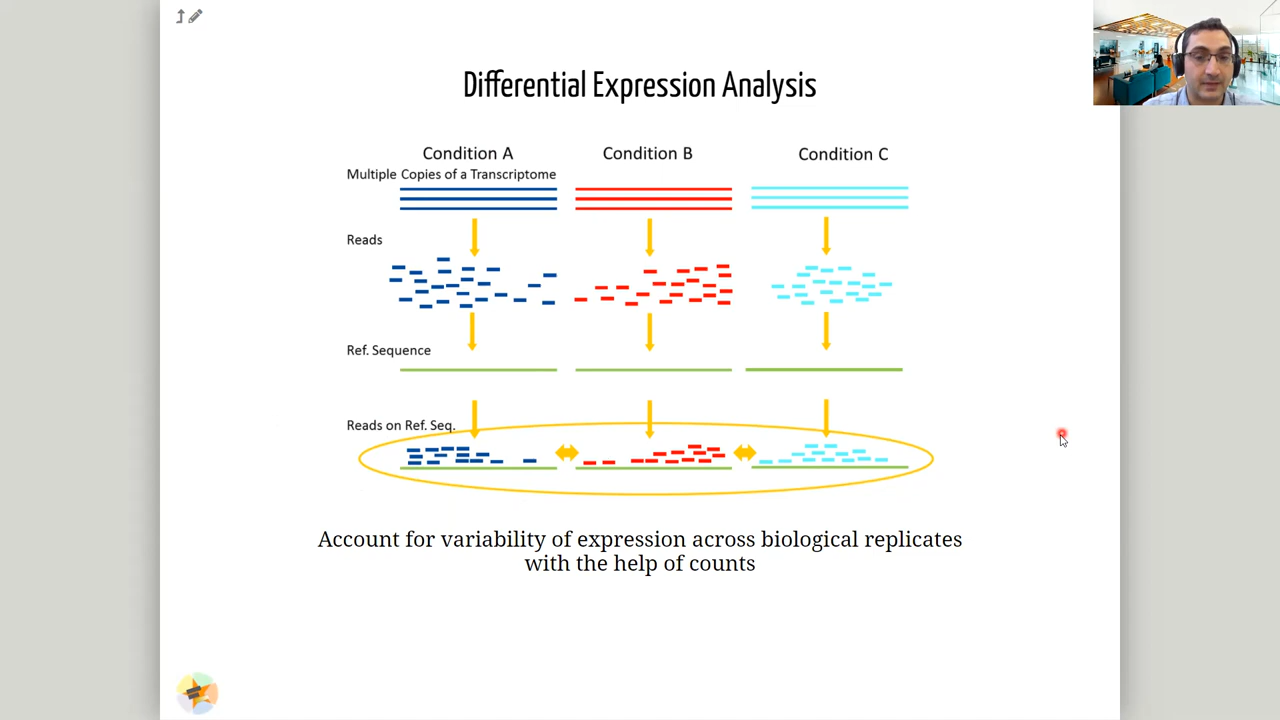 Differential Expression Analysis
Condition A
Condition B
Condition C
Multiple Copies of a Transcriptome
Reads
Ref. Sequence
Reads on Ref. Seq.
Account for variability of expression across biological replicates
with the help of counts